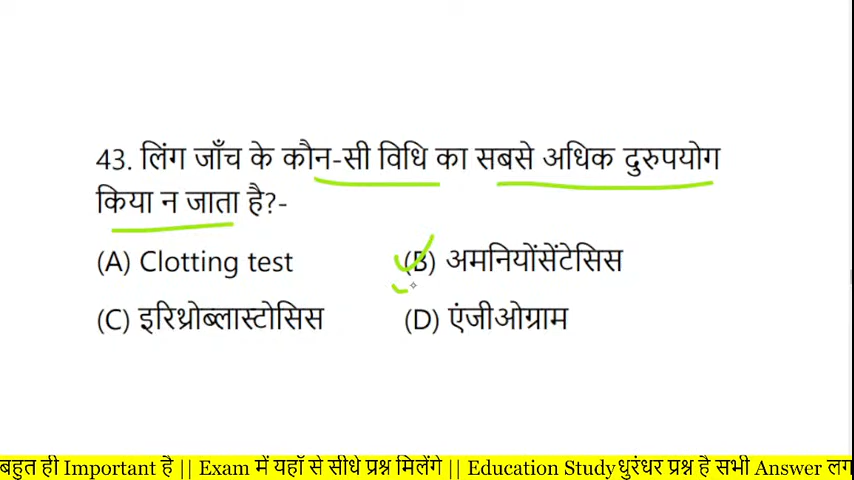 43. लिंग जाँच के कौन-सी विधि का सबसे अधिक दुरुपयोग
किया न जाता है?-
(A) Clotting test (B) अमनियोंसेंटेसिस
(C) इरिथ्रोब्लास्टोसिस (D) एंजीओग्राम
बहुत ही Important है || Exam में यहाँ से सीधे प्रश्न मिलेंगे || Education Study धुरंधर प्रश्न है सभी Answer लग